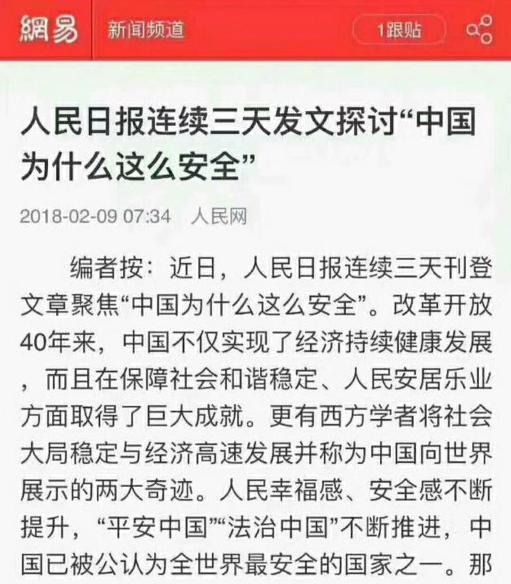 網易 新闻频道 1跟贴
人民日报连续三天发文探讨“中国
为什么这么安全”
2018-02-09 07:34 人民网
编者按：近日，人民日报连续三天刊登
文章聚焦“中国为什么这么安全”。改革开放
40年来，中国不仅实现了经济持续健康发展
，而且在保障社会和谐稳定、人民安居乐业
方面取得了巨大成就。更有西方学者将社会
大局稳定与经济高速发展并称为中国向世界
展示的两大奇迹。人民幸福感、安全感不断
提升，“平安中国”“法治中国”不断推进，中
国已被公认为全世界最安全的国家之一。那